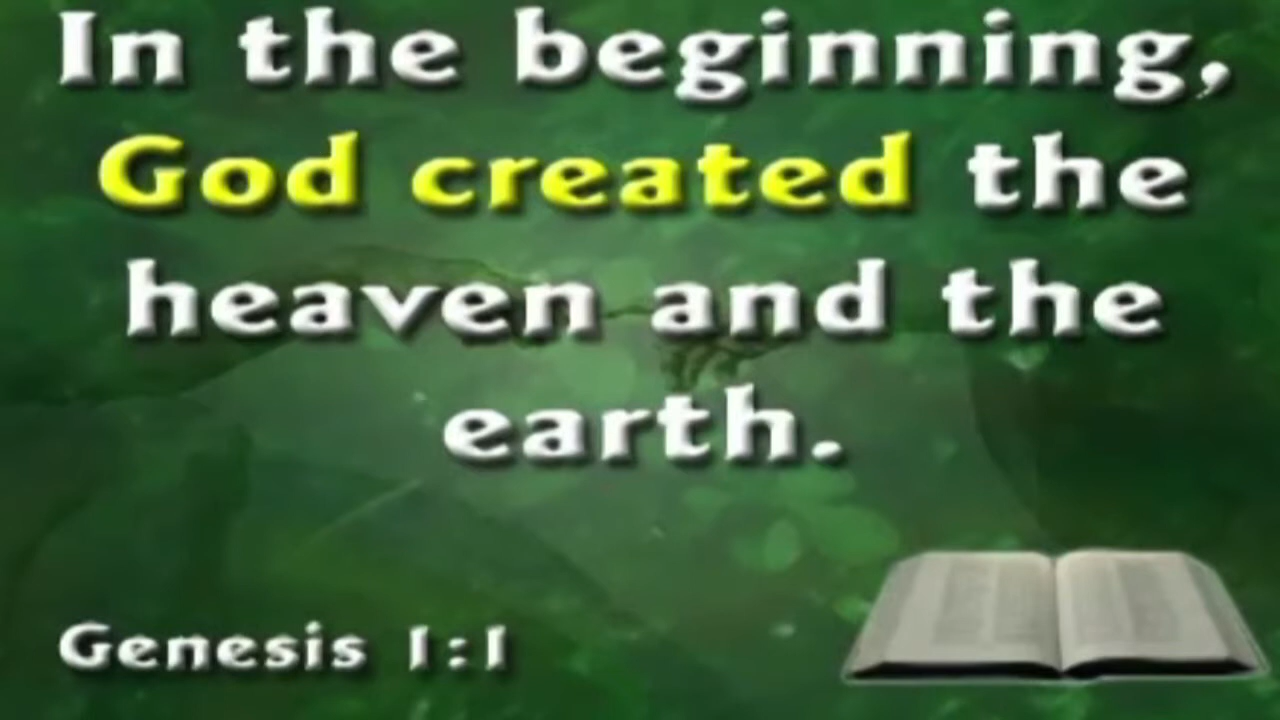 In the beginning,
God created the
heaven and the
earth.
Genesis 1:1